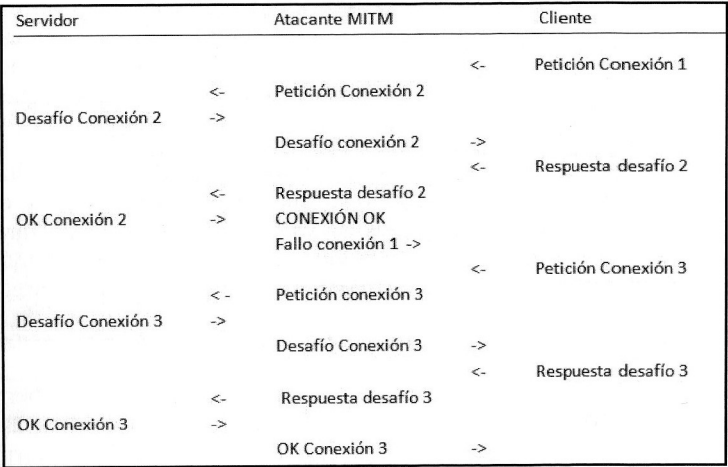 Servidor Atacante MITM Cliente
<- Petición Conexión 1
<- Petición Conexión 2
Desafío Conexión 2 ->
Desafío conexión 2 ->
<- Respuesta desafío 2
<- Respuesta desafío 2
OK Conexión 2 -> CONEXIÓN OK
Fallo conexión 1 ->
<- Petición Conexión 3
< - Petición conexión 3
Desafío Conexión 3 ->
Desafío Conexión 3 ->
<- Respuesta desafío 3
<- Respuesta desafío 3
OK Conexión 3 ->
OK Conexión 3 ->